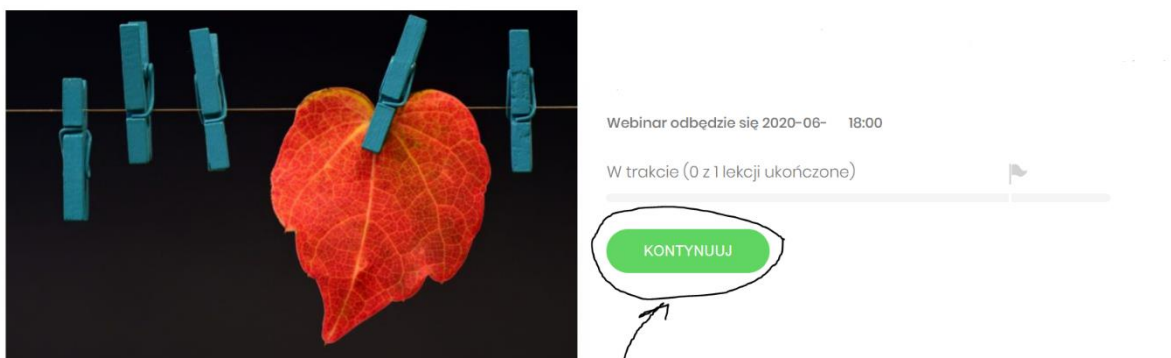 Webinar odbędzie się 2020-06- 18:00
W trakcie (0 z 1 lekcji ukończone)
KONTYNUUJ